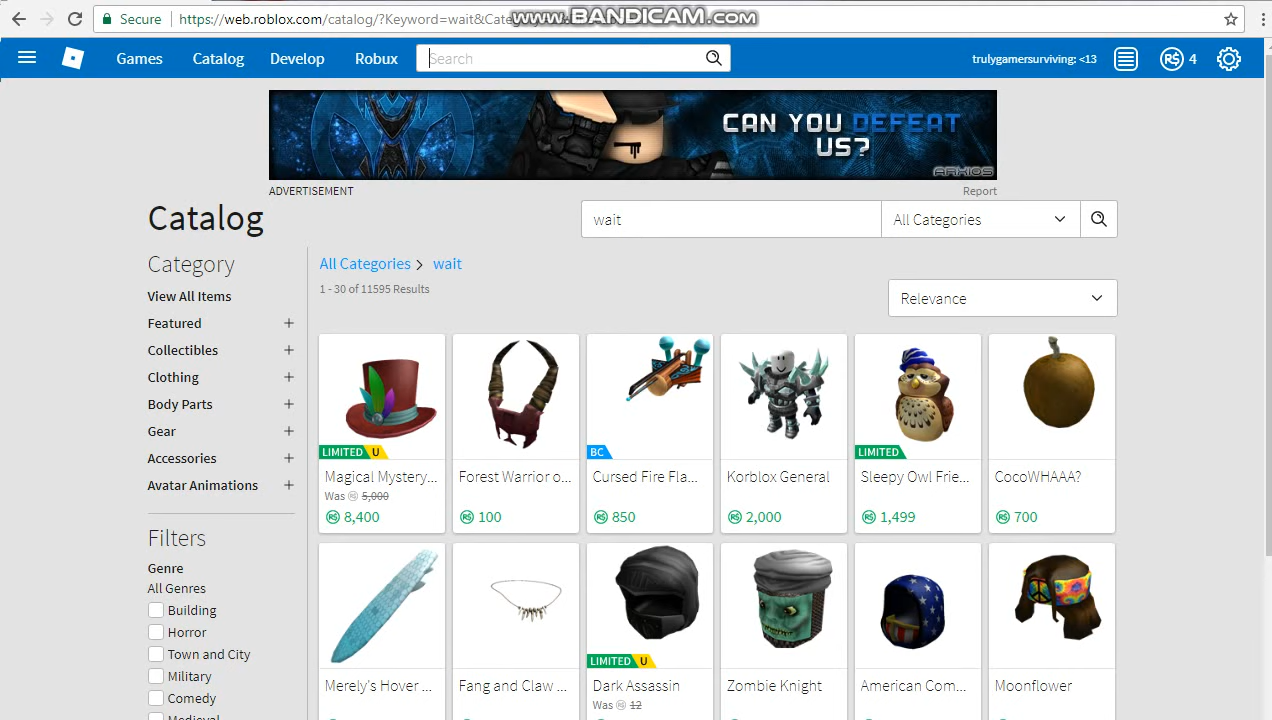 Secure
https://web.roblox.com/catalog/?Keyword=wait&Cate
www.BANDICAM.com
Games
Catalog
Develop
Robux
Search
trulygamersurviving: <13
R$ 4
CAN YOU DEFEAT
US?
ARKIOS
ADVERTISEMENT
Report
Catalog
wait
All Categories
Category
All Categories > wait
View All Items
1 - 30 of 11595 Results
Relevance
Featured +
Collectibles +
Clothing +
Body Parts +
Gear +
Accessories +
Avatar Animations +
LIMITED U
Magical Mystery...
Was R$ 5,000
R$ 8,400
Forest Warrior o...
R$ 100
BC
Cursed Fire Fla...
R$ 850
Korblox General
R$ 2,000
LIMITED
Sleepy Owl Frie...
R$ 1,499
CocoWHAAA?
R$ 700
Filters
Genre
All Genres
Building
Horror
Town and City
Military
Comedy
Medieval
Merely's Hover ...
Fang and Claw ...
LIMITED U
Dark Assassin
Was R$ 12
Zombie Knight
American Com...
Moonflower